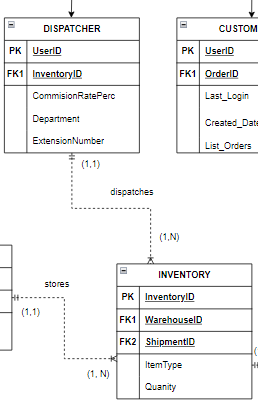 DISPATCHER
PK UserID
FK1 InventoryID
CommisionRatePerc
Department
ExtensionNumber
CUSTOM
PK UserID
FK1 OrderID
Last_Login
Created_Date
List_Orders
(1,1)
dispatches
(1,N)
stores
(1,1)
(1, N)
INVENTORY
PK InventoryID
FK1 WarehouseID
FK2 ShipmentID
ItemType
Quanity
(